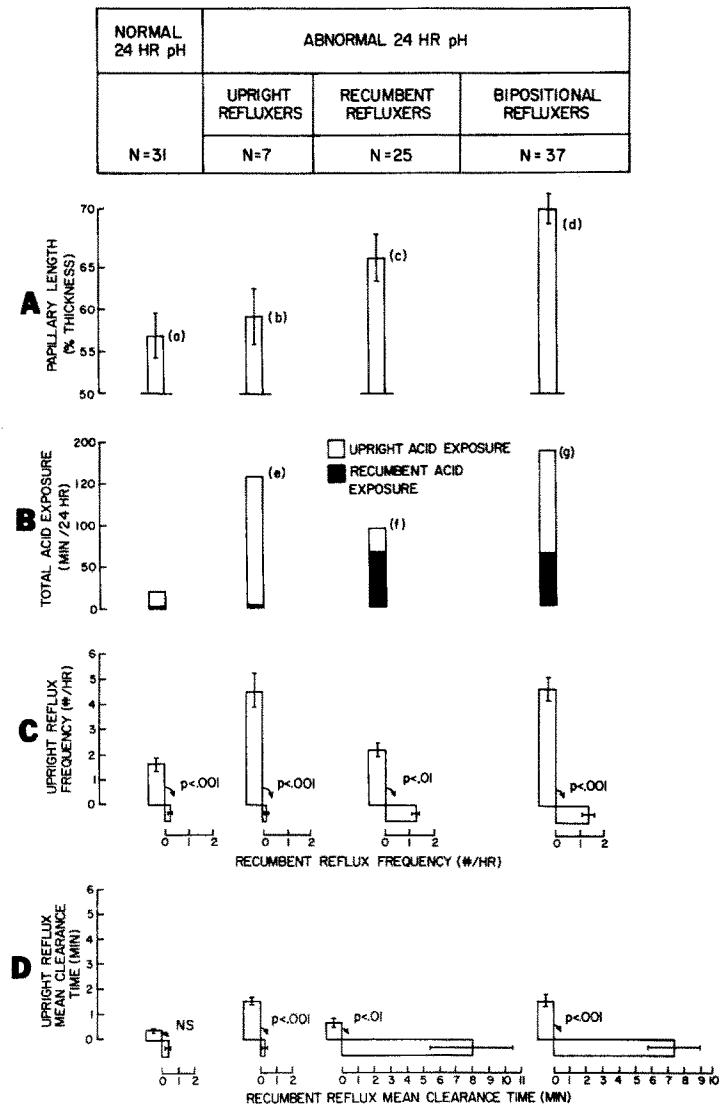 NORMAL
24 HR pH
ABNORMAL 24 HR pH
UPRIGHT
REFLUXERS
RECUMBENT
REFLUXERS
BIPOSITIONAL
REFLUXERS
N=31
N=7
N=25
N=37
A
PAPILLARY LENGTH
(% THICKNESS)
70
65
60
55
50
(a)
(b)
(c)
(d)
B
TOTAL ACID EXPOSURE
(MIN/24 HR)
200
120
100
50
0
UPRIGHT ACID EXPOSURE
RECUMBENT ACID
EXPOSURE
(e)
(f)
(g)
C
UPRIGHT REFLUX
FREQUENCY (#/HR)
6
5
4
3
2
1
0
p<.001
p<.001
p<.01
p<.001
0 1 2
0 1 2
0 1 2
0 1 2
RECUMBENT REFLUX FREQUENCY (#/HR)
D
UPRIGHT REFLUX
MEAN CLEARANCE
TIME (MIN)
6
5
4
3
2
1
0
NS
p<.001
p<.01
p<.001
0 1 2
0 1 2
0 1 2 3 4 5 6 7 8 9 10 11
0 1 2 3 4 5 6 7 8 9 10
RECUMBENT REFLUX MEAN CLEARANCE TIME (MIN)